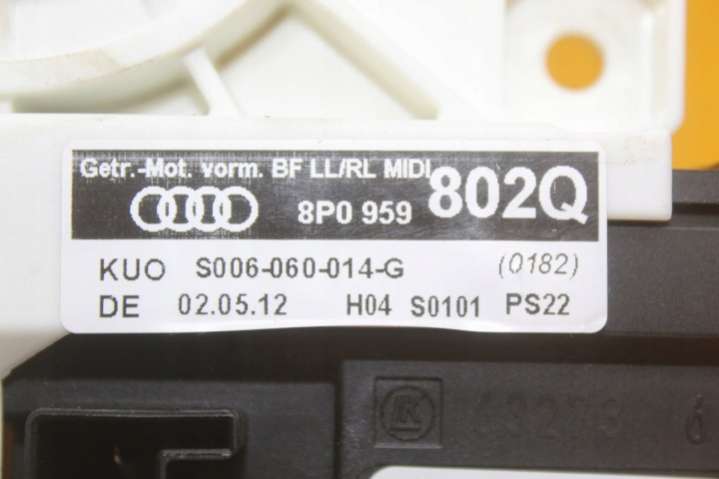 Getr.-Mot. vorm. BF LL/RL MIDI
8P0 959 802Q
KUO S006-060-014-G (0182)
DE 02.05.12 H04 S0101 PS22